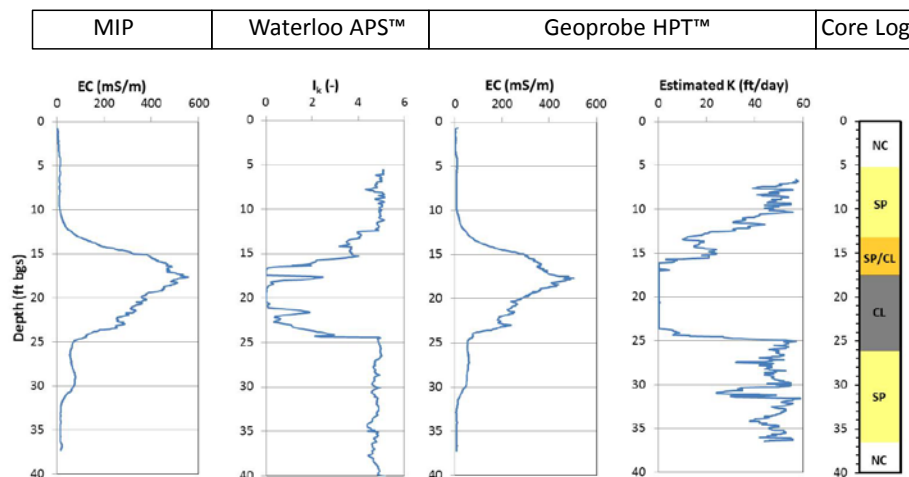 MIP Waterloo APS™ Geoprobe HPT™ Core Log
EC (mS/m) I_k (-) EC (mS/m) Estimated K (ft/day)
0 200 400 600 0 2 4 6 0 200 400 600 0 20 40 60
0 0 0 0 0
NC
5 5 5 5 5
10 10 10 10 10
SP
15 15 15 15 15
SP/CL
Depth (ft bgs)
20 20 20 20 20
CL
25 25 25 25 25
30 30 30 30 30
SP
35 35 35 35 35
NC
40 40 40 40 40